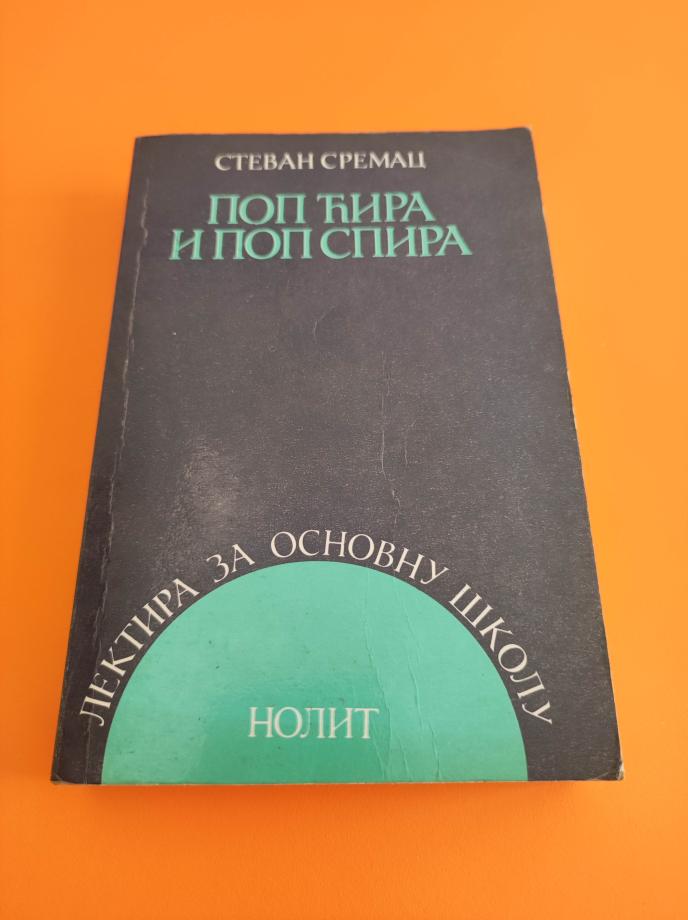 СТЕВАН СРЕМАЦ
ПОП ЋИРА
И ПОП СПИРА
ЛЕКТИРА ЗА ОСНОВНУ ШКОЛУ
НОЛИТ